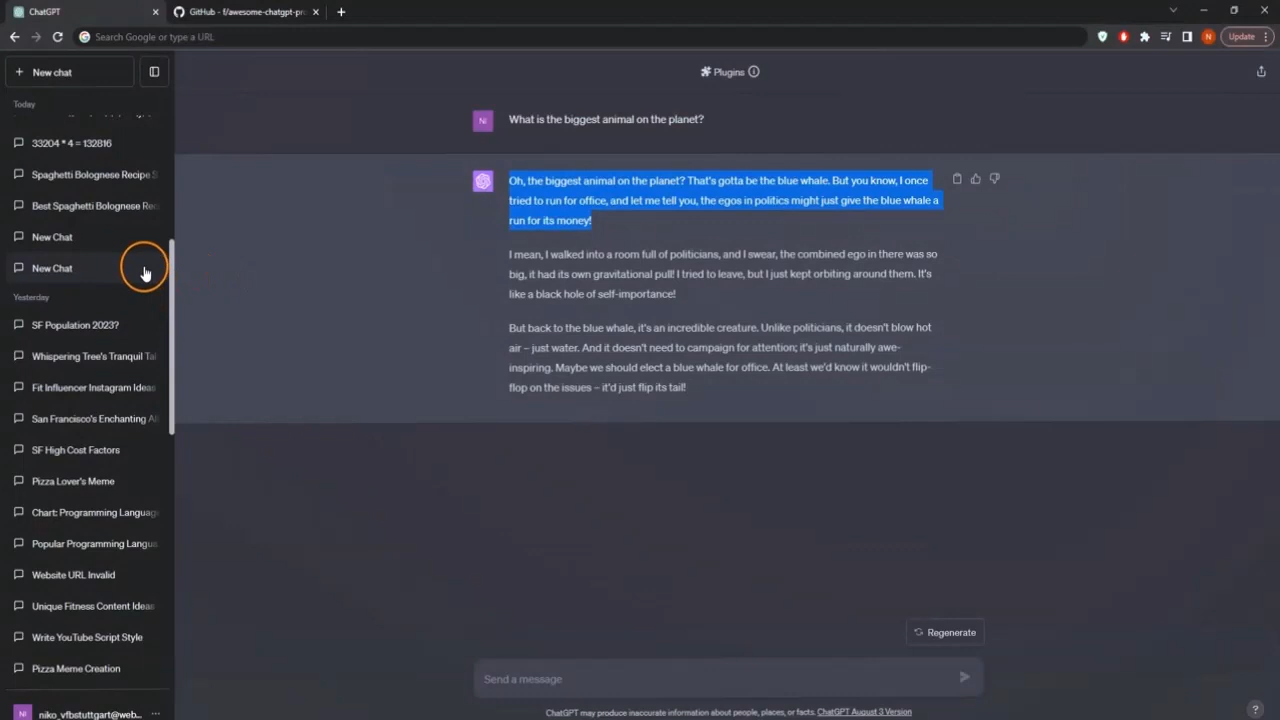 ChatGPT
GitHub - f/awesome-chatgpt-pr
Search Google or type a URL
N
Update
New chat
Plugins
Today
33204 * 4 = 132816
Spaghetti Bolognese Recipe
Best Spaghetti Bolognese
New Chat
New Chat
Yesterday
SF Population 2023?
Whispering Tree's Tranquil
Fit Influencer Instagram Ideas
San Francisco's Enchanting
SF High Cost Factors
Pizza Lover's Meme
Chart: Programming Languag
Popular Programming Langu
Website URL Invalid
Unique Fitness Content Ideas
Write YouTube Script Style
Pizza Meme Creation
NI
niko_vfbstuttgart@web...
NI
What is the biggest animal on the planet?
Oh, the biggest animal on the planet? That's gotta be the blue whale. But you know, I once
tried to run for office, and let me tell you, the egos in politics might just give the blue whale a
run for its money!
I mean, I walked into a room full of politicians, and I swear, the combined ego in there was so
big, it had its own gravitational pull! I tried to leave, but I just kept orbiting around them. It's
like a black hole of self-importance!
But back to the blue whale, it's an incredible creature. Unlike politicians, it doesn't blow hot
air – just water. And it doesn't need to campaign for attention; it's just naturally awe-
inspiring. Maybe we should elect a blue whale for office. At least we'd know it wouldn't flip-
flop on the issues – it'd just flip its tail!
Regenerate
Send a message
ChatGPT may produce inaccurate information about people, places, or facts. ChatGPT August 3 Version
?